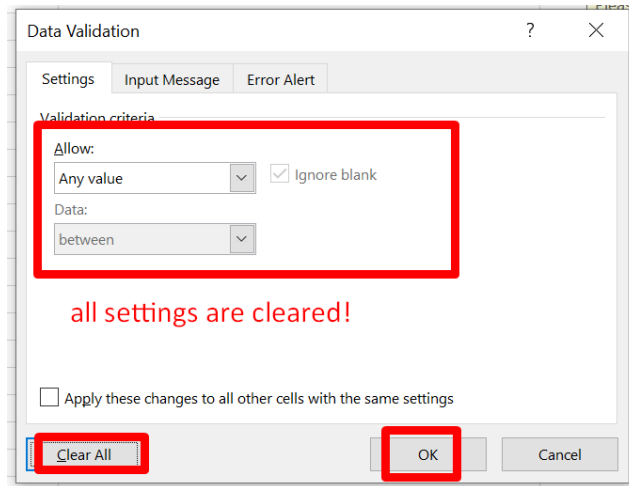 Pleas
Data Validation ? ×
Settings Input Message Error Alert
Validation criteria
Allow:
Any value Ignore blank
Data:
between
all settings are cleared!
Apply these changes to all other cells with the same settings
Clear All OK Cancel